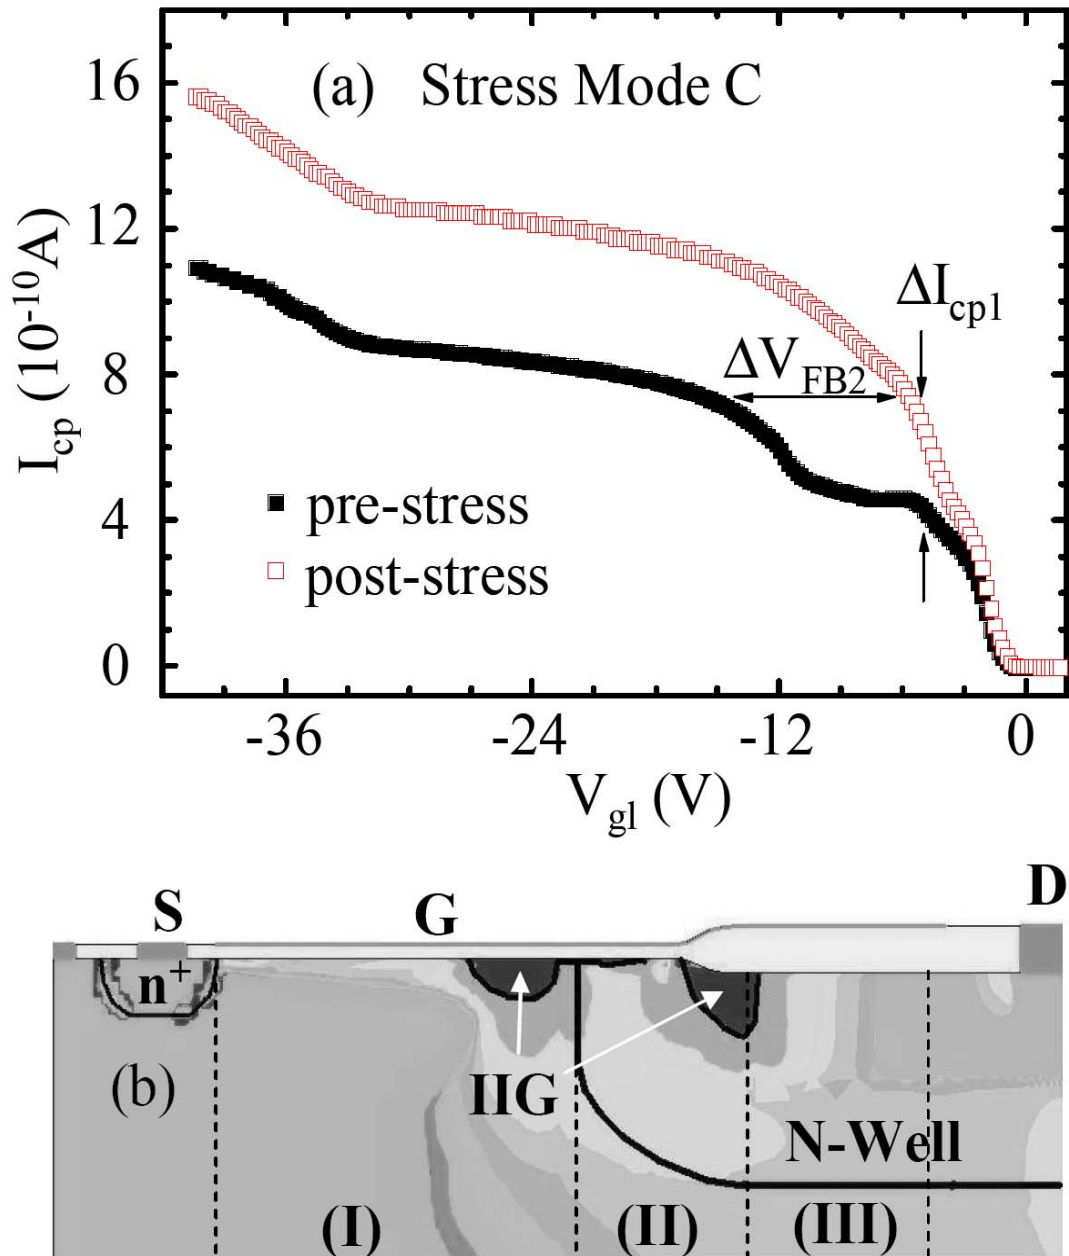 (a) Stress Mode C
16
12
8
4
0
I_cp (10^-10 A)
ΔI_cp1
ΔV_FB2
pre-stress
post-stress
-36 -24 -12 0
V_gl (V)
S G D
n^+
(b) IIG
N-Well
(I) (II) (III)